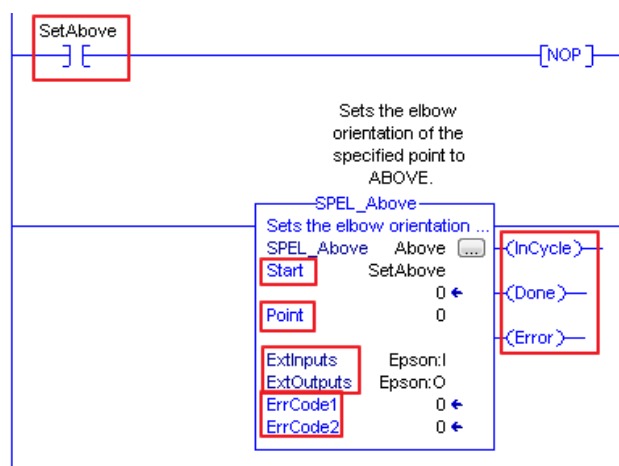 SetAbove
NOP
Sets the elbow
orientation of the
specified point to
ABOVE.
SPEL_Above
Sets the elbow orientation ...
SPEL_Above Above ... InCycle
Start SetAbove
0 Done
Point 0
Error
ExtInputs Epson:I
ExtOutputs Epson:O
ErrCode1 0
ErrCode2 0